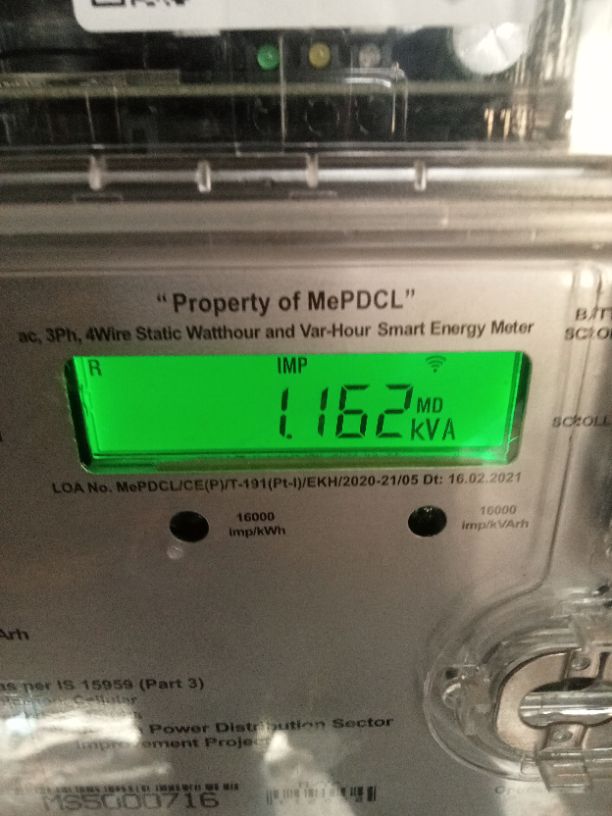 “Property of MePDCL”
ac, 3Ph, 4Wire Static Watthour and Var-Hour Smart Energy Meter
SCROLL
R IMP
1.162 MD kVA
LOA No. MePDCL/CE(P)/T-191(Pt-I)/EKH/2020-21/05 Dt: 16.02.2021
16000
imp/kWh
16000
imp/kVArh
Arh
as per IS 15959 (Part 3)
Cellular
Power Distribution Sector
Improvement Project
MS5000716